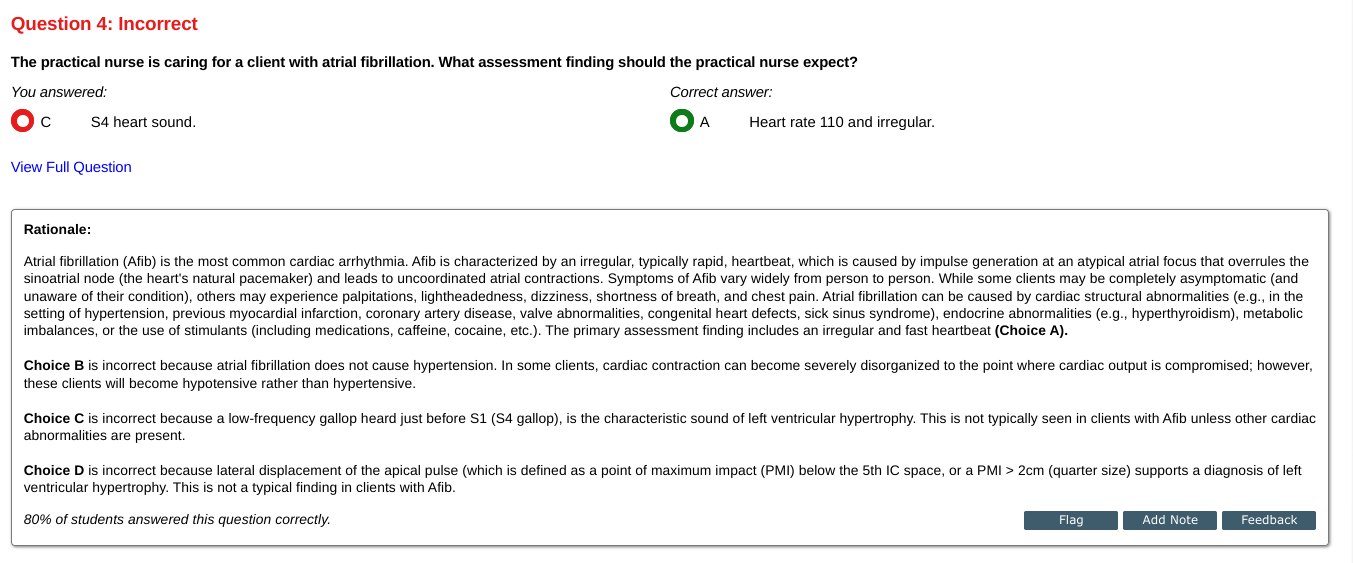 Question 4: Incorrect
The practical nurse is caring for a client with atrial fibrillation. What assessment finding should the practical nurse expect?
You answered:
Correct answer:
C S4 heart sound.
A Heart rate 110 and irregular.
View Full Question
Rationale:
Atrial fibrillation (Afib) is the most common cardiac arrhythmia. Afib is characterized by an irregular, typically rapid, heartbeat, which is caused by impulse generation at an atypical atrial focus that overrules the
sinoatrial node (the heart's natural pacemaker) and leads to uncoordinated atrial contractions. Symptoms of Afib vary widely from person to person. While some clients may be completely asymptomatic (and
unaware of their condition), others may experience palpitations, lightheadedness, dizziness, shortness of breath, and chest pain. Atrial fibrillation can be caused by cardiac structural abnormalities (e.g., in the
setting of hypertension, previous myocardial infarction, coronary artery disease, valve abnormalities, congenital heart defects, sick sinus syndrome), endocrine abnormalities (e.g., hyperthyroidism), metabolic
imbalances, or the use of stimulants (including medications, caffeine, cocaine, etc.). The primary assessment finding includes an irregular and fast heartbeat (Choice A).
Choice B is incorrect because atrial fibrillation does not cause hypertension. In some clients, cardiac contraction can become severely disorganized to the point where cardiac output is compromised; however,
these clients will become hypotensive rather than hypertensive.
Choice C is incorrect because a low-frequency gallop heard just before S1 (S4 gallop), is the characteristic sound of left ventricular hypertrophy. This is not typically seen in clients with Afib unless other cardiac
abnormalities are present.
Choice D is incorrect because lateral displacement of the apical pulse (which is defined as a point of maximum impact (PMI) below the 5th IC space, or a PMI > 2cm (quarter size) supports a diagnosis of left
ventricular hypertrophy. This is not a typical finding in clients with Afib.
80% of students answered this question correctly.
Flag Add Note Feedback